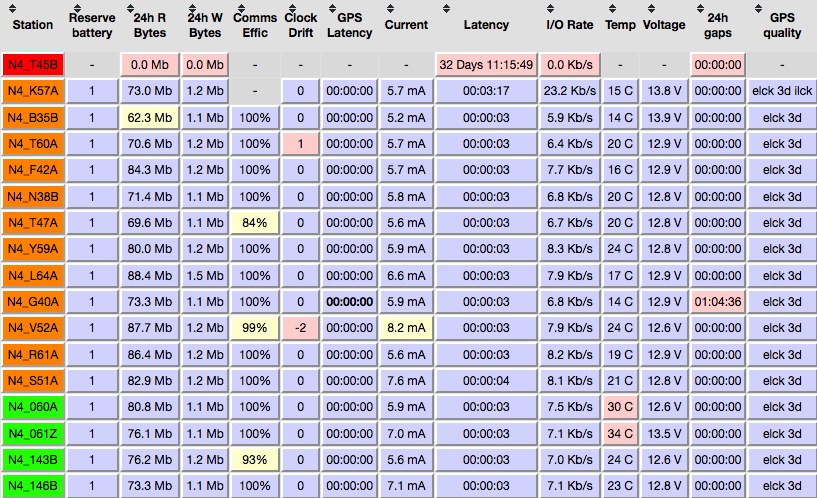 Station Reserve battery 24h R Bytes 24h W Bytes Comms Effic Clock Drift GPS Latency Current Latency I/O Rate Temp Voltage 24h gaps GPS quality
N4_T45B - 0.0 Mb 0.0 Mb - - - - 32 Days 11:15:49 0.0 Kb/s - - 00:00:00 -
N4_K57A 1 73.0 Mb 1.2 Mb - 0 00:00:00 5.7 mA 00:03:17 23.2 Kb/s 15 C 13.8 V 00:00:00 elck 3d ilck
N4_B35B 1 62.3 Mb 1.1 Mb 100% 0 00:00:00 5.2 mA 00:00:03 5.9 Kb/s 14 C 13.9 V 00:00:00 elck 3d
N4_T60A 1 70.6 Mb 1.2 Mb 100% 1 00:00:00 5.7 mA 00:00:03 6.4 Kb/s 20 C 12.9 V 00:00:00 elck 3d
N4_F42A 1 84.3 Mb 1.2 Mb 100% 0 00:00:00 5.7 mA 00:00:03 7.7 Kb/s 16 C 12.9 V 00:00:00 elck 3d
N4_N38B 1 71.4 Mb 1.1 Mb 100% 0 00:00:00 5.8 mA 00:00:03 6.8 Kb/s 20 C 12.8 V 00:00:00 elck 3d
N4_T47A 1 69.6 Mb 1.1 Mb 84% 0 00:00:00 5.6 mA 00:00:03 6.7 Kb/s 20 C 12.8 V 00:00:00 elck 3d
N4_Y59A 1 80.0 Mb 1.2 Mb 100% 0 00:00:00 5.9 mA 00:00:03 8.3 Kb/s 24 C 12.8 V 00:00:00 elck 3d
N4_L64A 1 88.4 Mb 1.5 Mb 100% 0 00:00:00 6.6 mA 00:00:03 7.9 Kb/s 17 C 12.9 V 00:00:00 elck 3d
N4_G40A 1 73.3 Mb 1.1 Mb 100% 0 00:00:00 5.9 mA 00:00:03 6.8 Kb/s 14 C 12.9 V 01:04:36 elck 3d
N4_V52A 1 87.7 Mb 1.2 Mb 99% -2 00:00:00 8.2 mA 00:00:03 7.9 Kb/s 24 C 12.6 V 00:00:00 elck 3d
N4_R61A 1 86.4 Mb 1.2 Mb 100% 0 00:00:00 5.6 mA 00:00:03 8.2 Kb/s 19 C 12.9 V 00:00:00 elck 3d
N4_S51A 1 82.9 Mb 1.2 Mb 100% 0 00:00:00 7.6 mA 00:00:04 8.1 Kb/s 21 C 12.8 V 00:00:00 elck 3d
N4_060A 1 80.8 Mb 1.1 Mb 100% 0 00:00:00 5.9 mA 00:00:03 7.5 Kb/s 30 C 12.6 V 00:00:00 elck 3d
N4_061Z 1 76.1 Mb 1.1 Mb 100% 0 00:00:00 7.0 mA 00:00:03 7.1 Kb/s 34 C 13.5 V 00:00:00 elck 3d
N4_143B 1 76.2 Mb 1.2 Mb 93% 0 00:00:00 5.6 mA 00:00:03 7.0 Kb/s 24 C 12.6 V 00:00:00 elck 3d
N4_146B 1 73.3 Mb 1.1 Mb 100% 0 00:00:00 7.1 mA 00:00:03 7.1 Kb/s 23 C 12.8 V 00:00:00 elck 3d